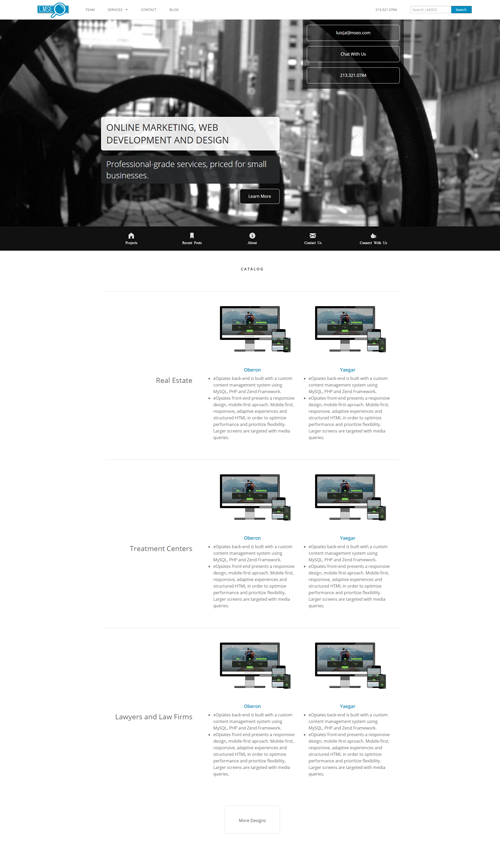 LMSEO
TEAM
SERVICES
CONTACT
BLOG
213.321.0784
Search LMSEO
Search
luis[at]lmseo.com
Chat With Us
213.321.0784
ONLINE MARKETING, WEB
DEVELOPMENT AND DESIGN
Professional-grade services, priced for small
businesses.
Learn More
Projects
Recent Posts
About
Contact Us
Connect With Us
CATALOG
Real Estate
Oberon
eOpiates back-end is built with a custom
content management system using
MySQL, PHP and Zend Framework.
eOpiates front-end presents a responsive
design, mobile-first aproach. Mobile-first,
responsive, adaptive experiences and
structured HTML in order to optimize
performance and prioritize flexibility.
Larger screens are targeted with media
queries.
Yaegar
eOpiates back-end is built with a custom
content management system using
MySQL, PHP and Zend Framework.
eOpiates front-end presents a responsive
design, mobile-first aproach. Mobile-first,
responsive, adaptive experiences and
structured HTML in order to optimize
performance and prioritize flexibility.
Larger screens are targeted with media
queries.
Treatment Centers
Oberon
eOpiates back-end is built with a custom
content management system using
MySQL, PHP and Zend Framework.
eOpiates front-end presents a responsive
design, mobile-first aproach. Mobile-first,
responsive, adaptive experiences and
structured HTML in order to optimize
performance and prioritize flexibility.
Larger screens are targeted with media
queries.
Yaegar
eOpiates back-end is built with a custom
content management system using
MySQL, PHP and Zend Framework.
eOpiates front-end presents a responsive
design, mobile-first aproach. Mobile-first,
responsive, adaptive experiences and
structured HTML in order to optimize
performance and prioritize flexibility.
Larger screens are targeted with media
queries.
Lawyers and Law Firms
Oberon
eOpiates back-end is built with a custom
content management system using
MySQL, PHP and Zend Framework.
eOpiates front-end presents a responsive
design, mobile-first aproach. Mobile-first,
responsive, adaptive experiences and
structured HTML in order to optimize
performance and prioritize flexibility.
Larger screens are targeted with media
queries.
Yaegar
eOpiates back-end is built with a custom
content management system using
MySQL, PHP and Zend Framework.
eOpiates front-end presents a responsive
design, mobile-first aproach. Mobile-first,
responsive, adaptive experiences and
structured HTML in order to optimize
performance and prioritize flexibility.
Larger screens are targeted with media
queries.
More Designs